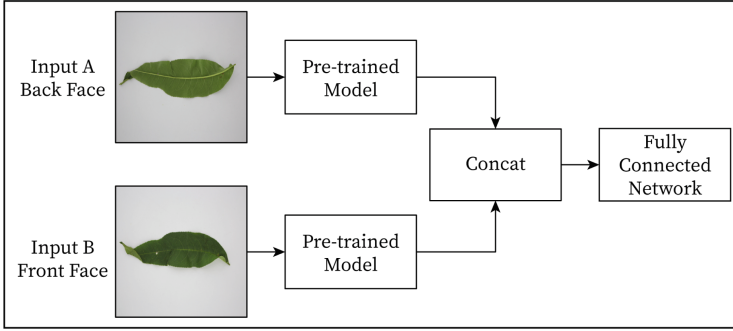 Input A
Back Face
Pre-trained
Model
Concat
Fully
Connected
Network
Input B
Front Face
Pre-trained
Model